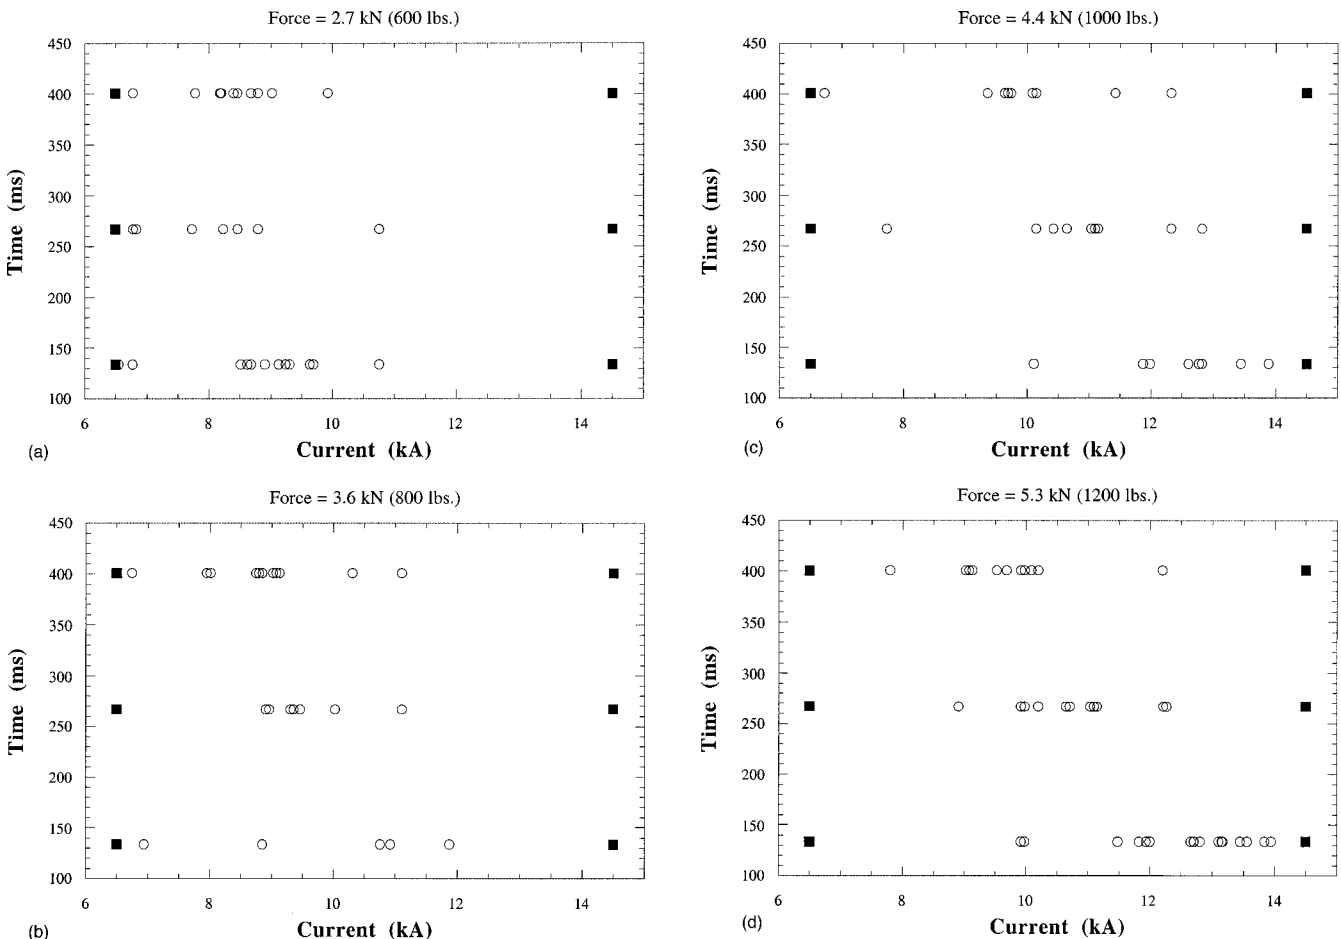 Force = 2.7 kN (600 lbs.)
450
400
350
300
250
200
150
100
Time (ms)
6 8 10 12 14
Current (kA)
(a)
Force = 4.4 kN (1000 lbs.)
450
400
350
300
250
200
150
100
Time (ms)
6 8 10 12 14
Current (kA)
(c)
Force = 3.6 kN (800 lbs.)
450
400
350
300
250
200
150
100
Time (ms)
6 8 10 12 14
Current (kA)
(b)
Force = 5.3 kN (1200 lbs.)
450
400
350
300
250
200
150
100
Time (ms)
6 8 10 12 14
Current (kA)
(d)